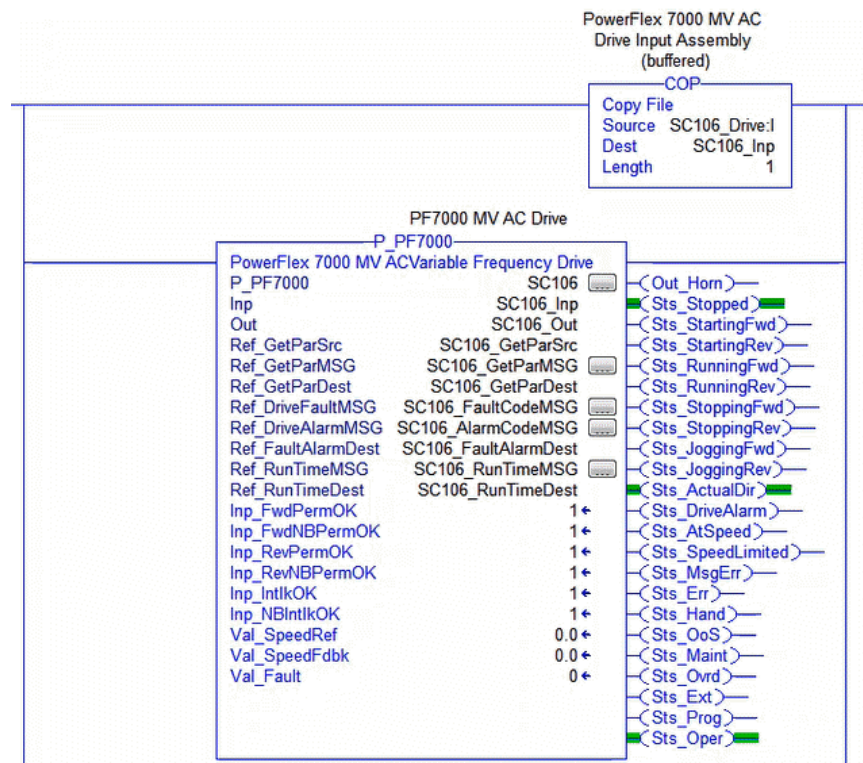 PowerFlex 7000 MV AC
Drive Input Assembly
(buffered)
COP
Copy File
Source SC106_Drive:I
Dest SC106_Inp
Length 1
PF7000 MV AC Drive
P_PF7000
PowerFlex 7000 MV ACVariable Frequency Drive
P_PF7000 SC106 ... Out_Horn
Inp SC106_Inp Sts_Stopped
Out SC106_Out Sts_StartingFwd
Ref_GetParSrc SC106_GetParSrc Sts_StartingRev
Ref_GetParMSG SC106_GetParMSG ... Sts_RunningFwd
Ref_GetParDest SC106_GetParDest Sts_RunningRev
Ref_DriveFaultMSG SC106_FaultCodeMSG ... Sts_StoppingFwd
Ref_DriveAlarmMSG SC106_AlarmCodeMSG ... Sts_StoppingRev
Ref_FaultAlarmDest SC106_FaultAlarmDest Sts_JoggingFwd
Ref_RunTimeMSG SC106_RunTimeMSG ... Sts_JoggingRev
Ref_RunTimeDest SC106_RunTimeDest Sts_ActualDir
Inp_FwdPermOK 1 Sts_DriveAlarm
Inp_FwdNBPermOK 1 Sts_AtSpeed
Inp_RevPermOK 1 Sts_SpeedLimited
Inp_RevNBPermOK 1 Sts_MsgErr
Inp_IntlkOK 1 Sts_Err
Inp_NBIntlkOK 1 Sts_Hand
Val_SpeedRef 0.0 Sts_OoS
Val_SpeedFdbk 0.0 Sts_Maint
Val_Fault 0 Sts_Ovrd
Sts_Ext
Sts_Prog
Sts_Oper